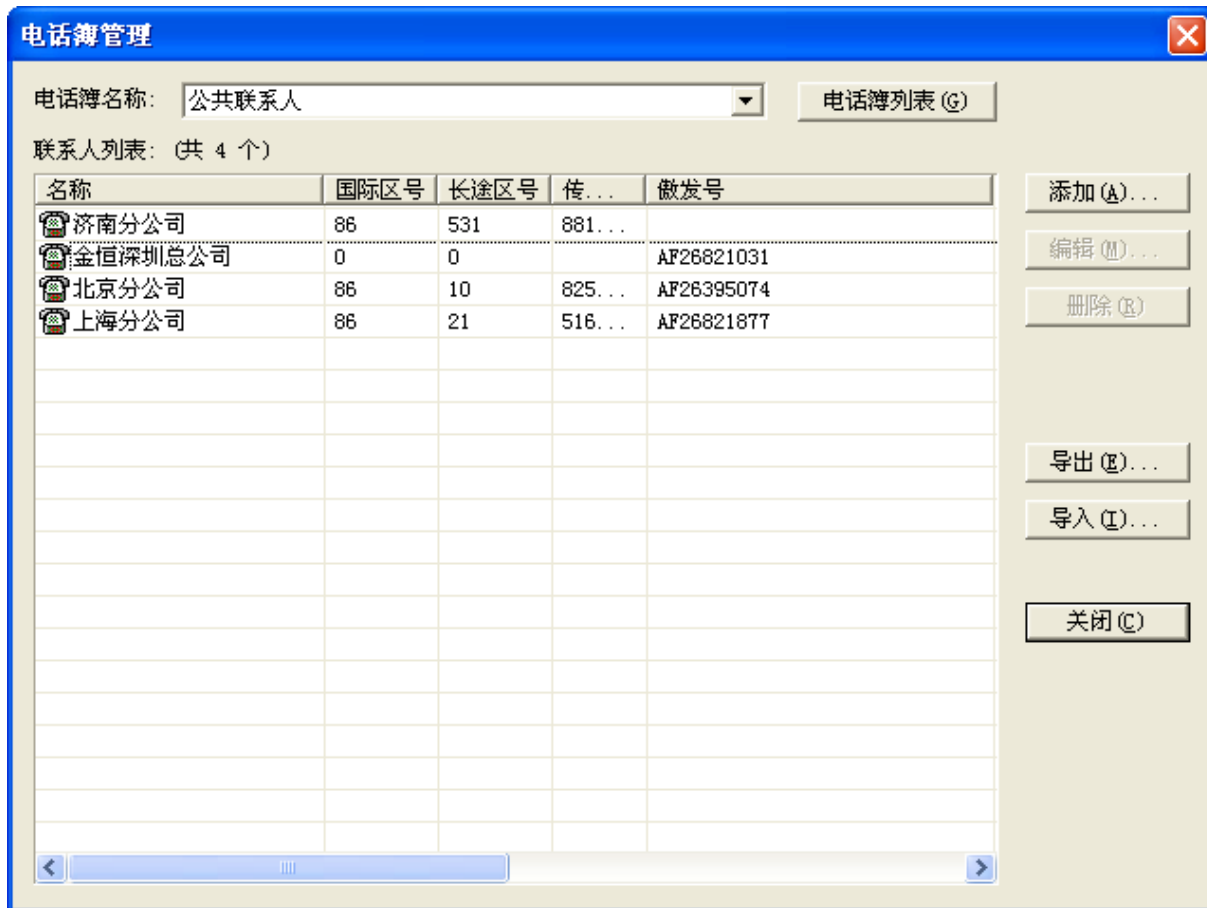 电话簿管理
电话簿名称: 公共联系人 电话簿列表(G)
联系人列表: (共 4 个)
名称 国际区号 长途区号 传... 傲发号
济南分公司 86 531 881...
金恒深圳总公司 0 0 AF26821031
北京分公司 86 10 825... AF26395074
上海分公司 86 21 516... AF26821877
添加(A)...
编辑(M)...
删除(R)
导出(E)...
导入(I)...
关闭(C)